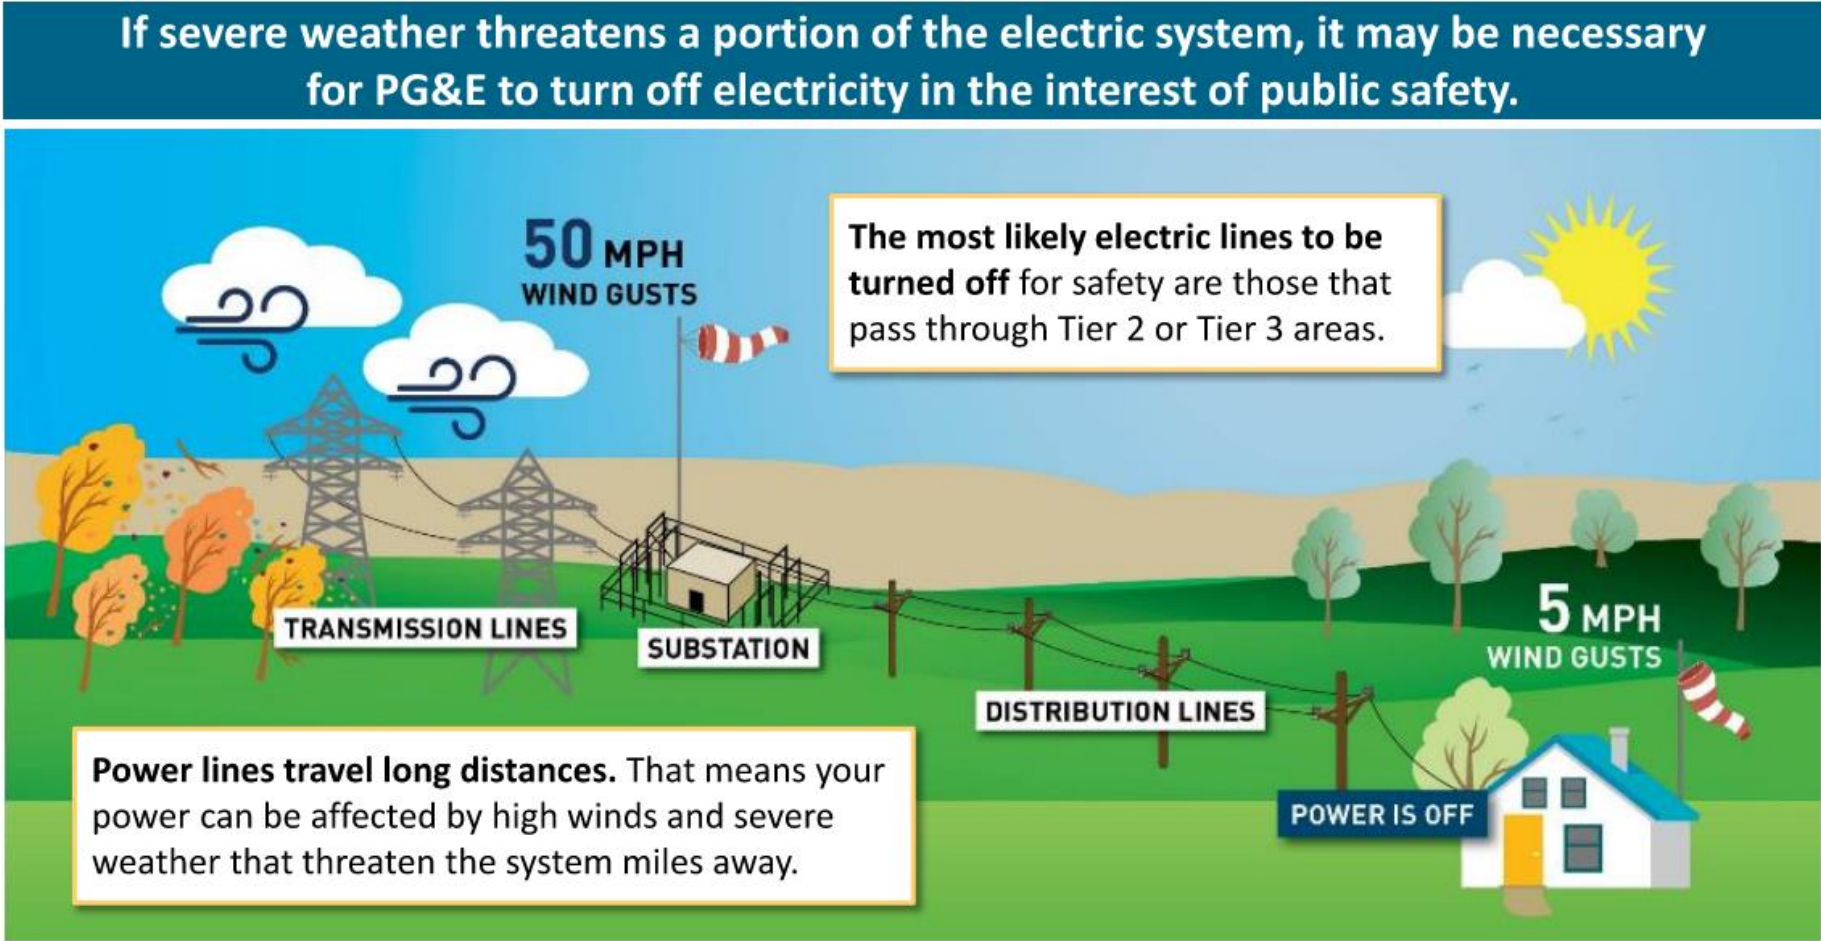 If severe weather threatens a portion of the electric system, it may be necessary
for PG&E to turn off electricity in the interest of public safety.
50 MPH
WIND GUSTS
The most likely electric lines to be
turned off for safety are those that
pass through Tier 2 or Tier 3 areas.
TRANSMISSION LINES
SUBSTATION
DISTRIBUTION LINES
5 MPH
WIND GUSTS
Power lines travel long distances. That means your
power can be affected by high winds and severe
weather that threaten the system miles away.
POWER IS OFF